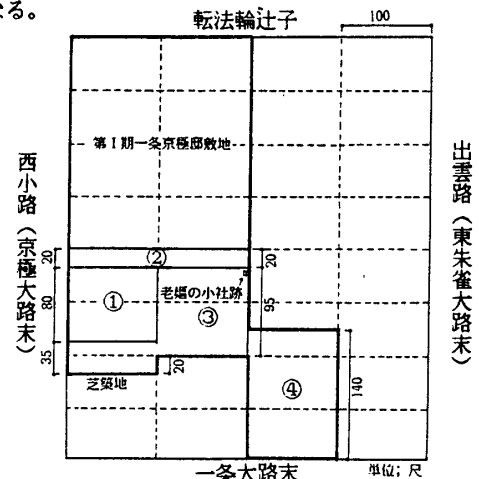 なる。
転法輪辻子
100
第Ⅰ期一条京極邸敷地
西小路(京極大路末)
出雲路(東朱雀大路末)
20
②
20
80
①
老嫗の小社跡
③
95
35
芝築地
20
④
140
一条大路末
単位;尺